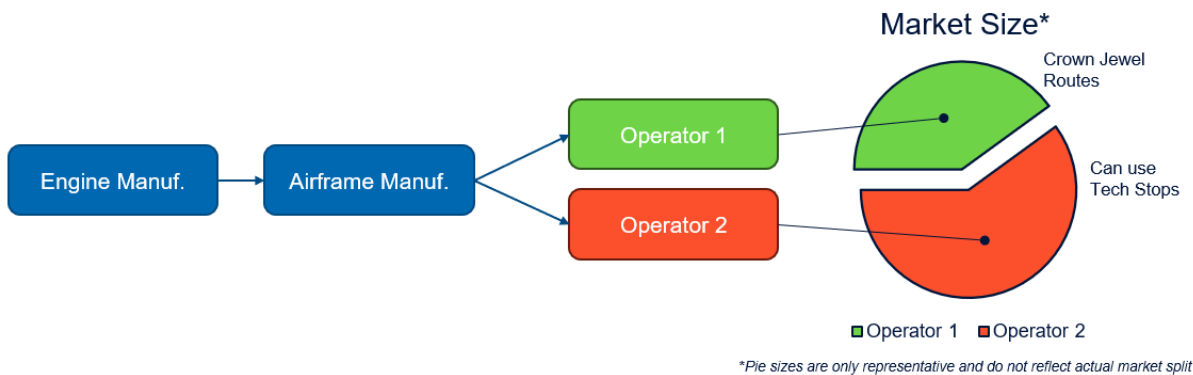 Market Size*
Crown Jewel
Routes
Operator 1
Engine Manuf.
Airframe Manuf.
Can use
Tech Stops
Operator 2
Operator 1
Operator 2
*Pie sizes are only representative and do not reflect actual market split